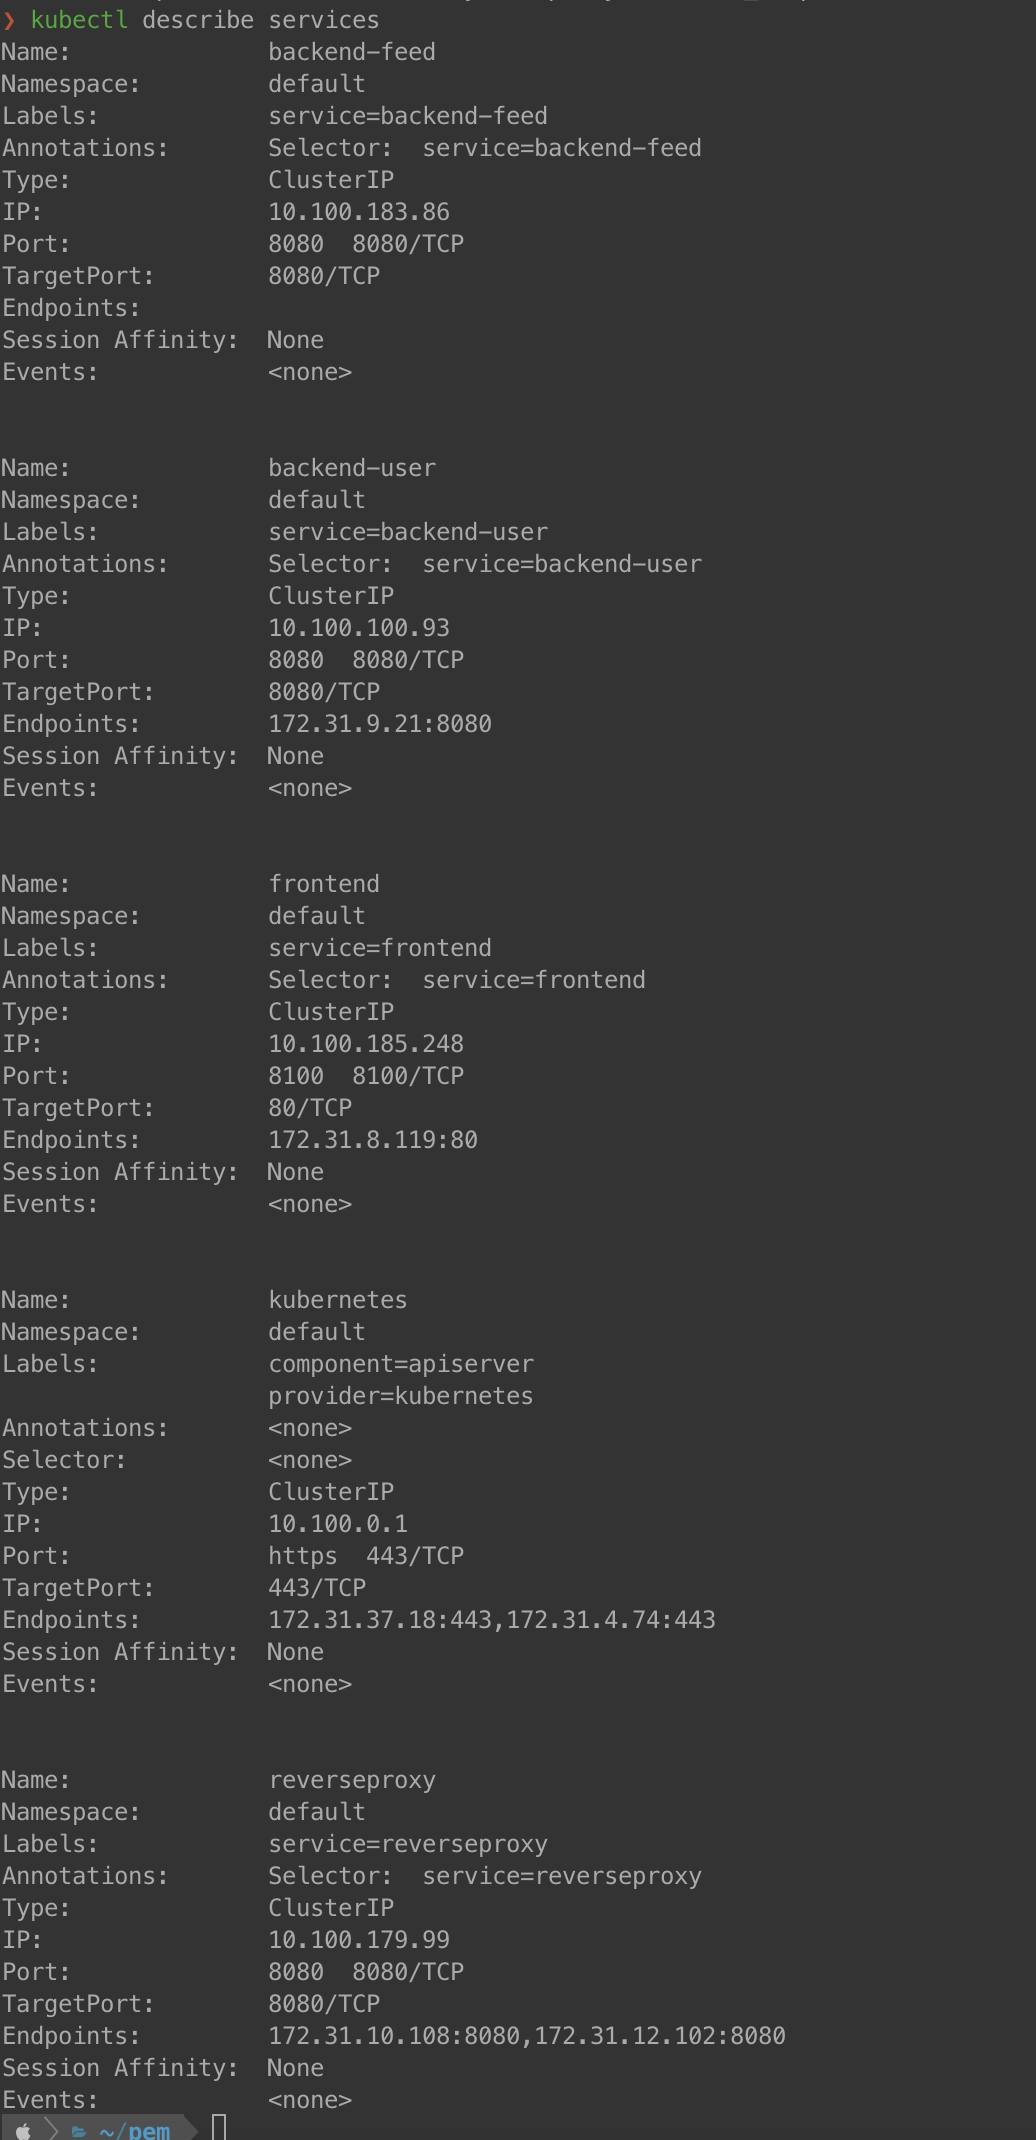 ❯ kubectl describe services
Name:              backend-feed
Namespace:         default
Labels:            service=backend-feed
Annotations:       Selector:  service=backend-feed
Type:              ClusterIP
IP:                10.100.183.86
Port:              8080  8080/TCP
TargetPort:        8080/TCP
Endpoints:
Session Affinity:  None
Events:            <none>
Name:              backend-user
Namespace:         default
Labels:            service=backend-user
Annotations:       Selector:  service=backend-user
Type:              ClusterIP
IP:                10.100.100.93
Port:              8080  8080/TCP
TargetPort:        8080/TCP
Endpoints:         172.31.9.21:8080
Session Affinity:  None
Events:            <none>
Name:              frontend
Namespace:         default
Labels:            service=frontend
Annotations:       Selector:  service=frontend
Type:              ClusterIP
IP:                10.100.185.248
Port:              8100  8100/TCP
TargetPort:        80/TCP
Endpoints:         172.31.8.119:80
Session Affinity:  None
Events:            <none>
Name:              kubernetes
Namespace:         default
Labels:            component=apiserver
                   provider=kubernetes
Annotations:       <none>
Selector:          <none>
Type:              ClusterIP
IP:                10.100.0.1
Port:              https  443/TCP
TargetPort:        443/TCP
Endpoints:         172.31.37.18:443,172.31.4.74:443
Session Affinity:  None
Events:            <none>
Name:              reverseproxy
Namespace:         default
Labels:            service=reverseproxy
Annotations:       Selector:  service=reverseproxy
Type:              ClusterIP
IP:                10.100.179.99
Port:              8080  8080/TCP
TargetPort:        8080/TCP
Endpoints:         172.31.10.108:8080,172.31.12.102:8080
Session Affinity:  None
Events:            <none>
~/pem